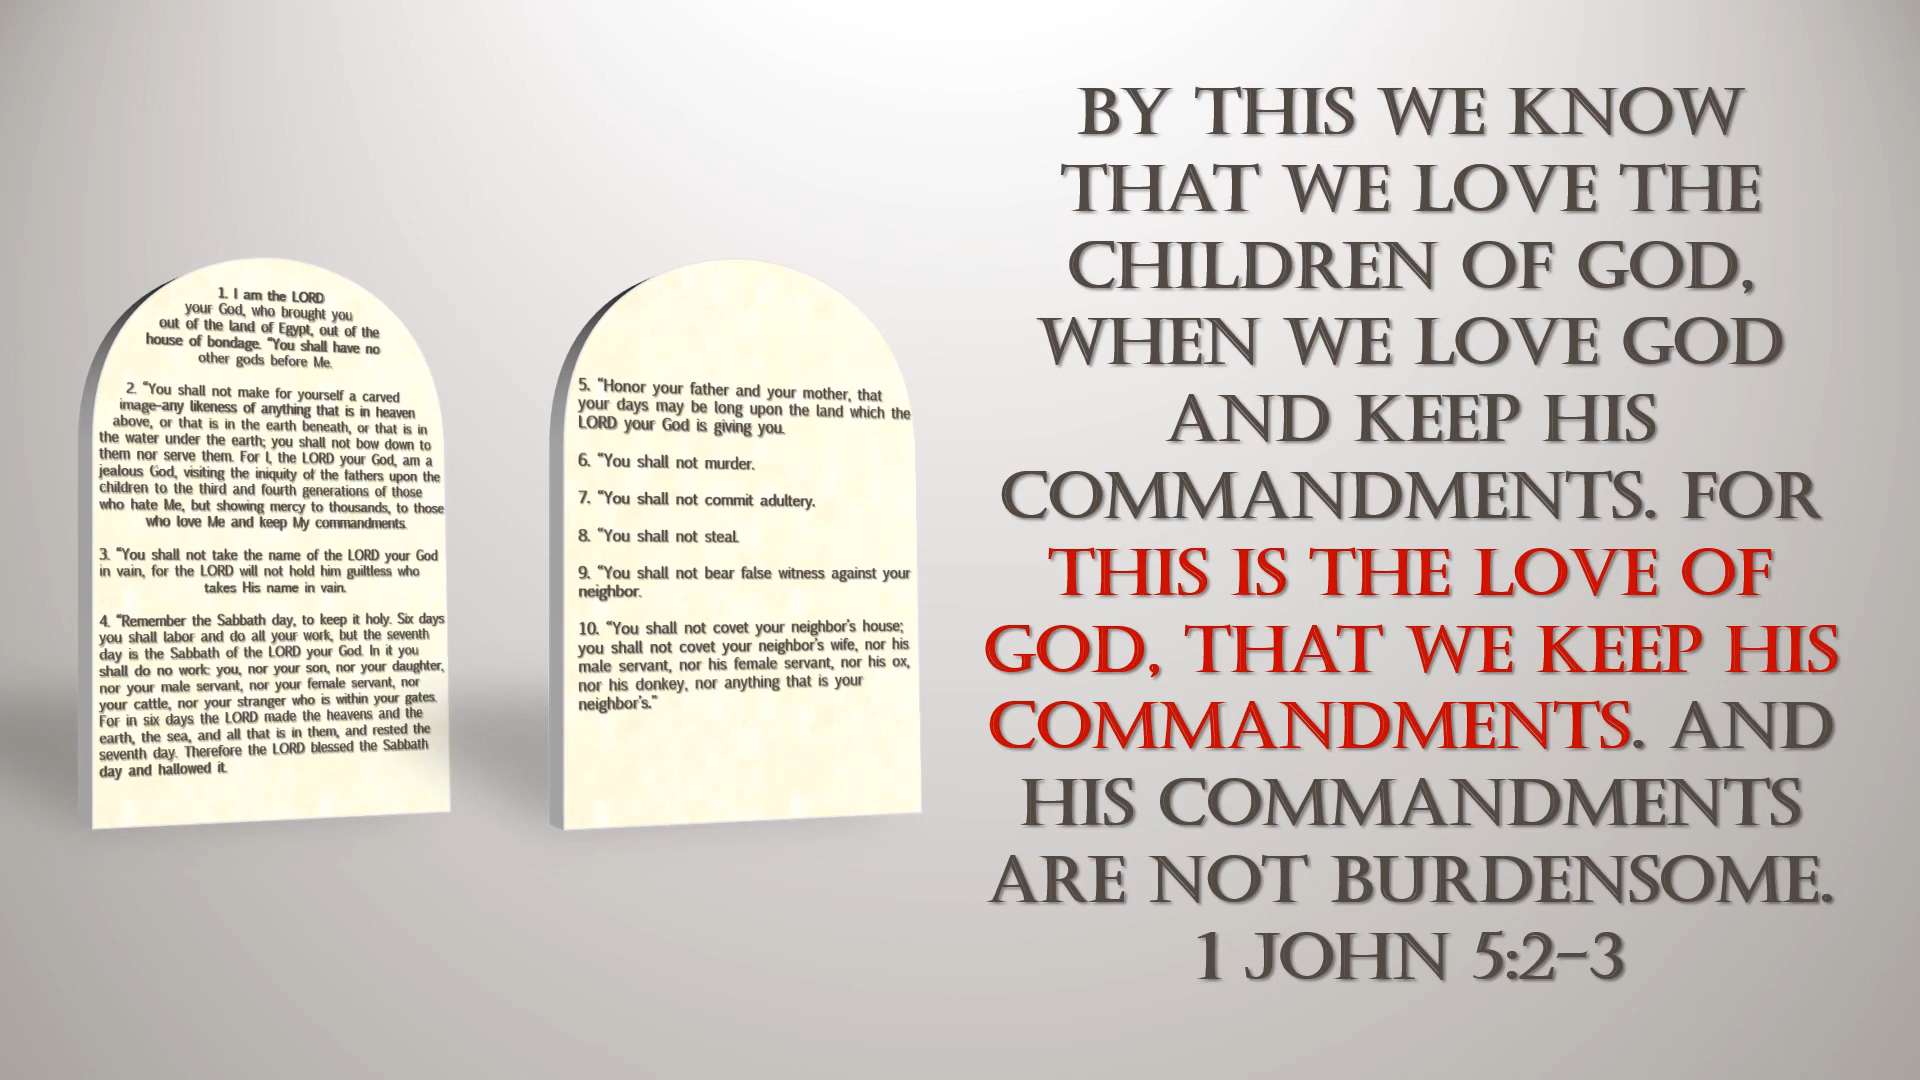 1. I am the LORD
your God, who brought you
out of the land of Egypt, out of the
house of bondage. “You shall have no
other gods before Me.
2. “You shall not make for yourself a carved
image-any likeness of anything that is in heaven
above, or that is in the earth beneath, or that is in
the water under the earth; you shall not bow down to
them nor serve them. For I, the LORD your God, am a
jealous God, visiting the iniquity of the fathers upon the
children to the third and fourth generations of those
who hate Me, but showing mercy to thousands, to those
who love Me and keep My commandments.
3. “You shall not take the name of the LORD your God
in vain, for the LORD will not hold him guiltless who
takes His name in vain.
4. “Remember the Sabbath day, to keep it holy. Six days
you shall labor and do all your work, but the seventh
day is the Sabbath of the LORD your God. In it you
shall do no work: you, nor your son, nor your daughter,
nor your male servant, nor your female servant, nor
your cattle, nor your stranger who is within your gates.
For in six days the LORD made the heavens and the
earth, the sea, and all that is in them, and rested the
seventh day. Therefore the LORD blessed the Sabbath
day and hallowed it.
5. “Honor your father and your mother, that
your days may be long upon the land which the
LORD your God is giving you.
6. “You shall not murder.
7. “You shall not commit adultery.
8. “You shall not steal.
9. “You shall not bear false witness against your
neighbor.
10. “You shall not covet your neighbor's house;
you shall not covet your neighbor's wife, nor his
male servant, nor his female servant, nor his ox,
nor his donkey, nor anything that is your
neighbor's.”
BY THIS WE KNOW
THAT WE LOVE THE
CHILDREN OF GOD,
WHEN WE LOVE GOD
AND KEEP HIS
COMMANDMENTS. FOR
THIS IS THE LOVE OF
GOD, THAT WE KEEP HIS
COMMANDMENTS. AND
HIS COMMANDMENTS
ARE NOT BURDENSOME.
1 JOHN 5:2-3